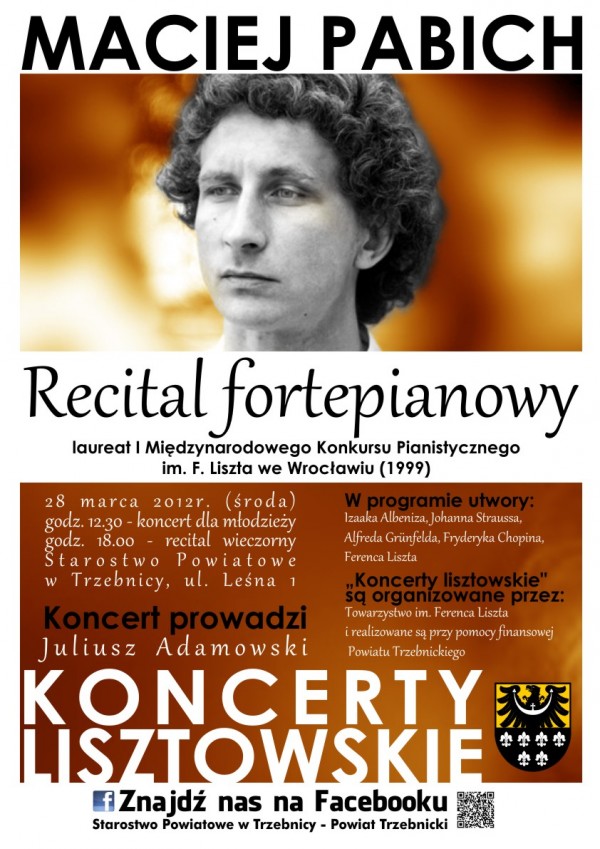 MACIEJ PABICH
Recital fortepianowy
laureat I Międzynarodowego Konkursu Pianistycznego
im. F. Liszta we Wrocławiu (1999)
28 marca 2012r. (środa)
godz. 12.30 - koncert dla młodzieży
godz. 18.00 - recital wieczorny
Starostwo Powiatowe
w Trzebnicy, ul. Leśna 1
Koncert prowadzi
Juliusz Adamowski
W programie utwory:
Izaaka Albeniza, Johanna Straussa,
Alfreda Grünfelda, Fryderyka Chopina,
Ferenca Liszta
„Koncerty lisztowskie"
są organizowane przez:
Towarzystwo im. Ferenca Liszta
i realizowane są przy pomocy finansowej
Powiatu Trzebnickiego
KONCERTY
LISZTOWSKIE
f Znajdź nas na Facebooku
Starostwo Powiatowe w Trzebnicy - Powiat Trzebnicki